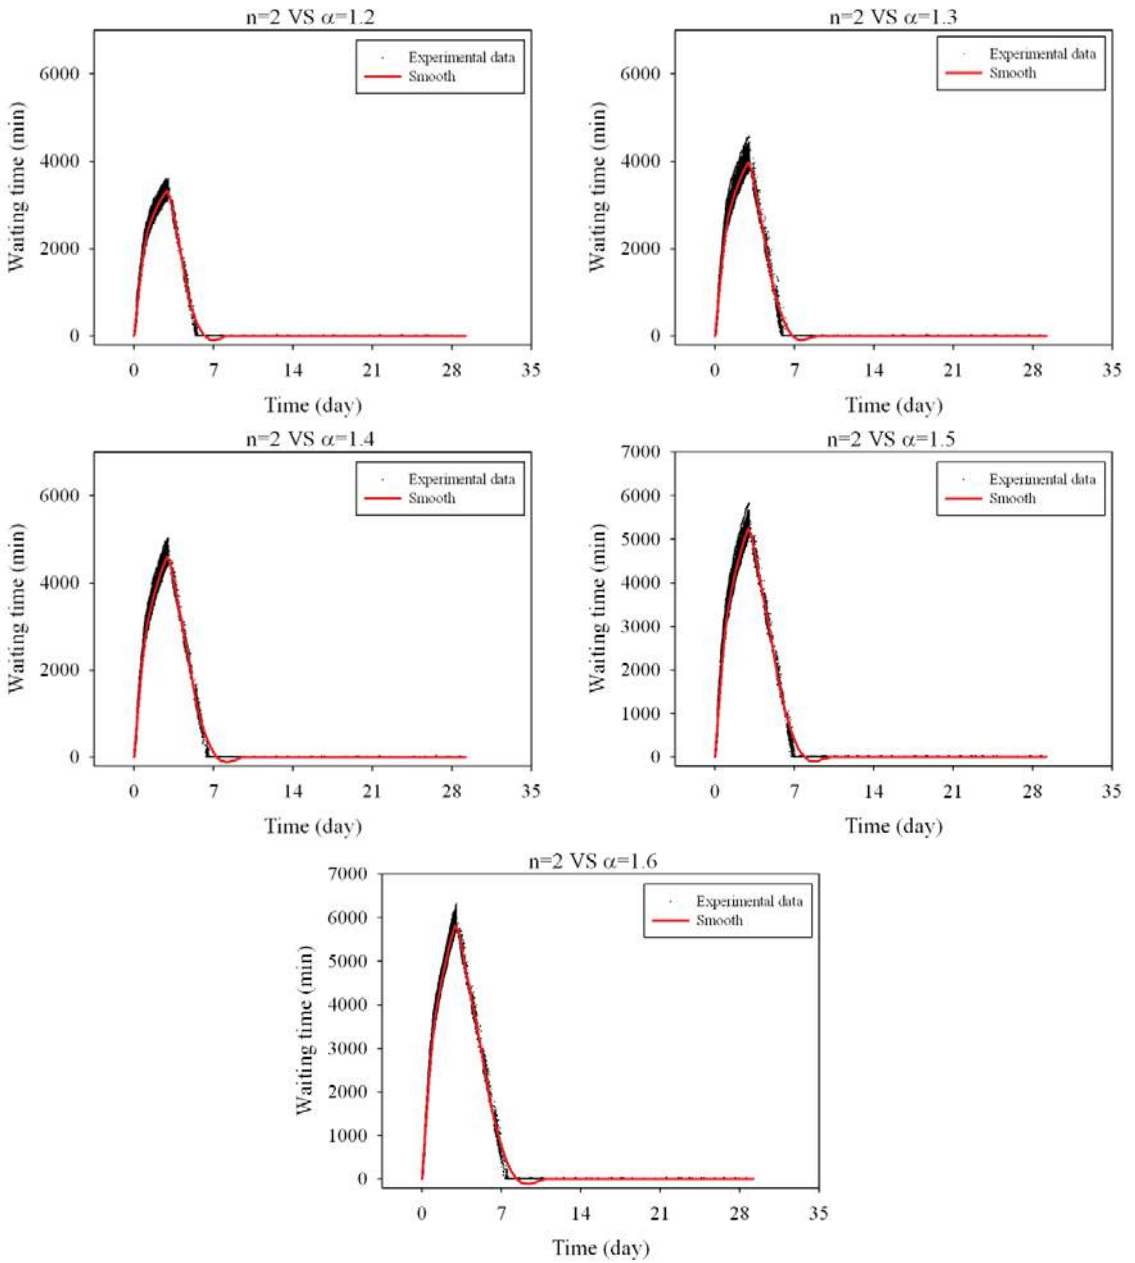 n=2 VS α=1.2
Experimental data
Smooth
6000
4000
2000
0
Waiting time (min)
0 7 14 21 28 35
Time (day)
n=2 VS α=1.3
Experimental data
Smooth
6000
4000
2000
0
Waiting time (min)
0 7 14 21 28 35
Time (day)
n=2 VS α=1.4
Experimental data
Smooth
6000
4000
2000
0
Waiting time (min)
0 7 14 21 28 35
Time (day)
n=2 VS α=1.5
Experimental data
Smooth
7000
6000
5000
4000
3000
2000
1000
0
Waiting time (min)
0 7 14 21 28 35
Time (day)
n=2 VS α=1.6
Experimental data
Smooth
7000
6000
5000
4000
3000
2000
1000
0
Waiting time (min)
0 7 14 21 28 35
Time (day)